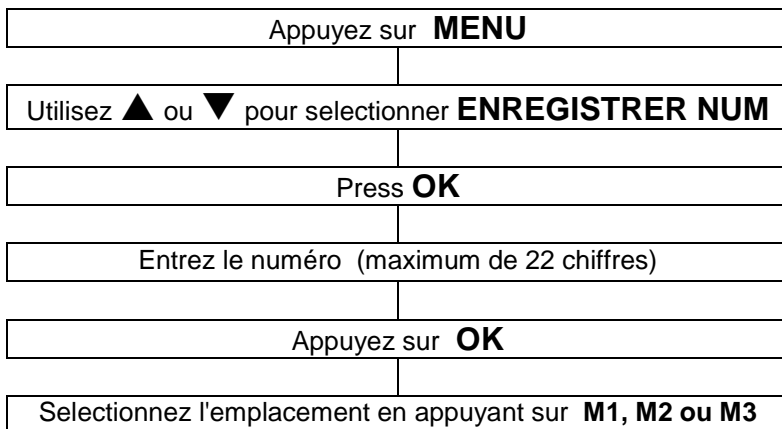 Appuyez sur MENU
Utilisez ▲ ou ▼ pour selectionner ENREGISTRER NUM
Press OK
Entrez le numéro (maximum de 22 chiffres)
Appuyez sur OK
Selectionnez l'emplacement en appuyant sur M1, M2 ou M3